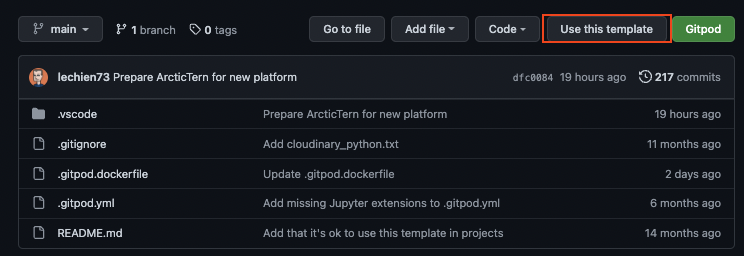 main 1 branch 0 tags Go to file Add file Code Use this template Gitpod
lechien73 Prepare ArcticTern for new platform dfc0084 19 hours ago 217 commits
.vscode Prepare ArcticTern for new platform 19 hours ago
.gitignore Add cloudinary_python.txt 11 months ago
.gitpod.dockerfile Update .gitpod.dockerfile 2 days ago
.gitpod.yml Add missing Jupyter extensions to .gitpod.yml 6 months ago
README.md Add that it's ok to use this template in projects 14 months ago